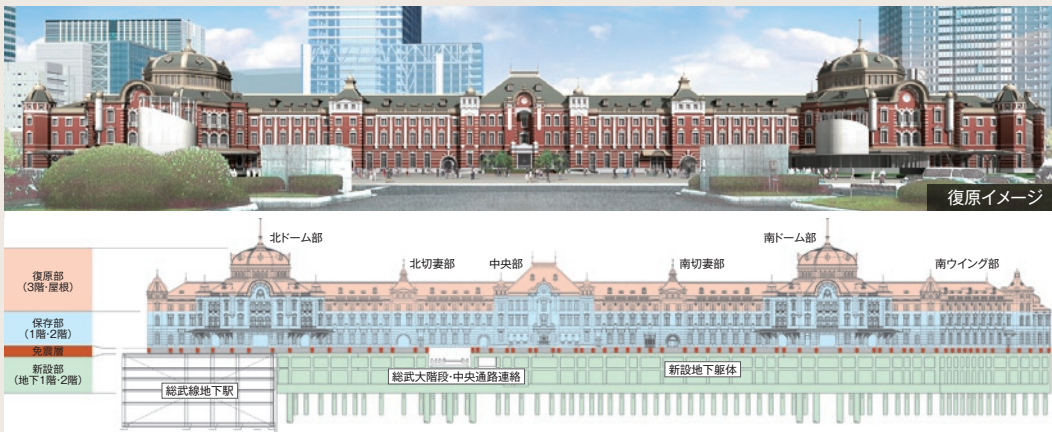 復原イメージ
北ドーム部
南ドーム部
北切妻部
中央部
南切妻部
南ウイング部
復原部
(3階・屋根)
保存部
(1階・2階)
免震層
新設部
(地下1階・2階)
総武線地下駅
総武大階段・中央通路連絡
新設地下躯体